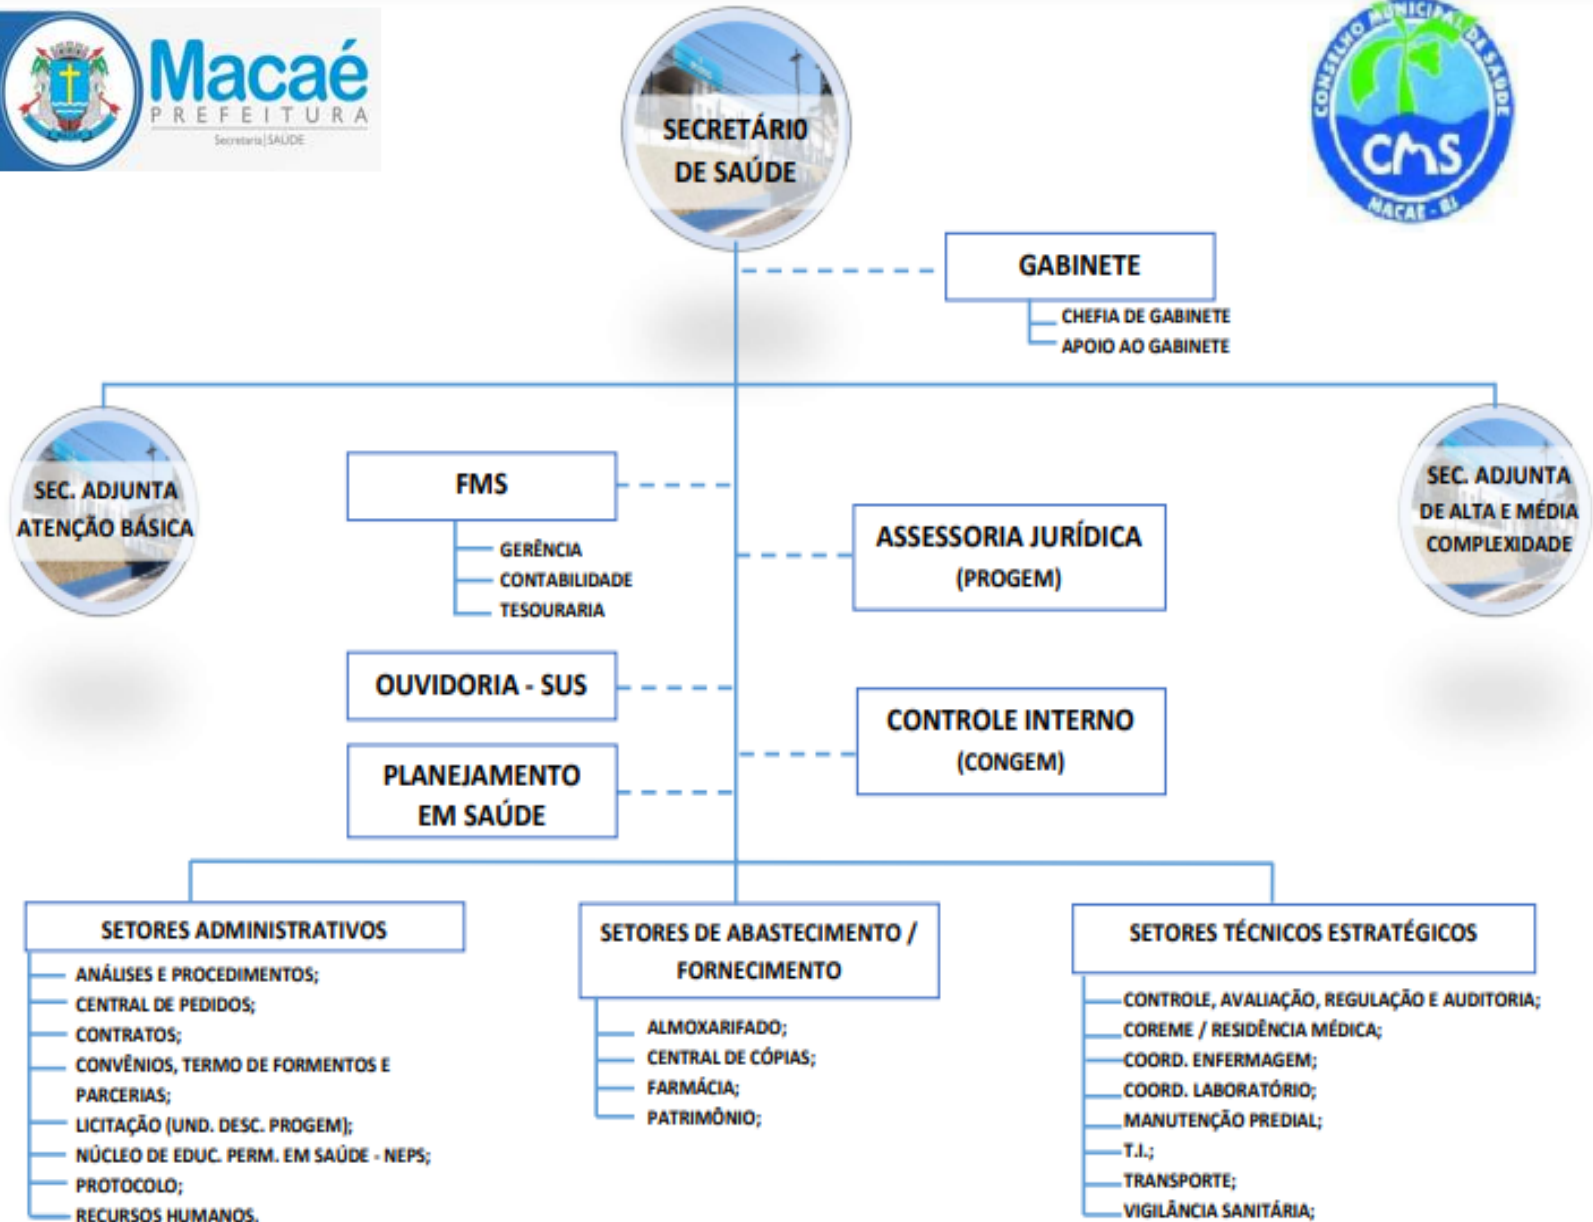 Macaé
PREFEITURA
Secretaria|SAÚDE
SECRETÁRIO
DE SAÚDE
CONSELHO MUNICIPAL DE SAÚDE
CMS
MACAÉ - RJ
GABINETE
CHEFIA DE GABINETE
APOIO AO GABINETE
SEC. ADJUNTA
ATENÇÃO BÁSICA
FMS
GERÊNCIA
CONTABILIDADE
TESOURARIA
ASSESSORIA JURÍDICA
(PROGEM)
SEC. ADJUNTA
DE ALTA E MÉDIA
COMPLEXIDADE
OUVIDORIA - SUS
CONTROLE INTERNO
(CONGEM)
PLANEJAMENTO
EM SAÚDE
SETORES ADMINISTRATIVOS
ANÁLISES E PROCEDIMENTOS;
CENTRAL DE PEDIDOS;
CONTRATOS;
CONVÊNIOS, TERMO DE FORMENTOS E
PARCERIAS;
LICITAÇÃO (UND. DESC. PROGEM);
NÚCLEO DE EDUC. PERM. EM SAÚDE - NEPS;
PROTOCOLO;
RECURSOS HUMANOS.
SETORES DE ABASTECIMENTO /
FORNECIMENTO
ALMOXARIFADO;
CENTRAL DE CÓPIAS;
FARMÁCIA;
PATRIMÔNIO;
SETORES TÉCNICOS ESTRATÉGICOS
CONTROLE, AVALIAÇÃO, REGULAÇÃO E AUDITORIA;
COREME / RESIDÊNCIA MÉDICA;
COORD. ENFERMAGEM;
COORD. LABORATÓRIO;
MANUTENÇÃO PREDIAL;
T.I.;
TRANSPORTE;
VIGILÂNCIA SANITÁRIA;